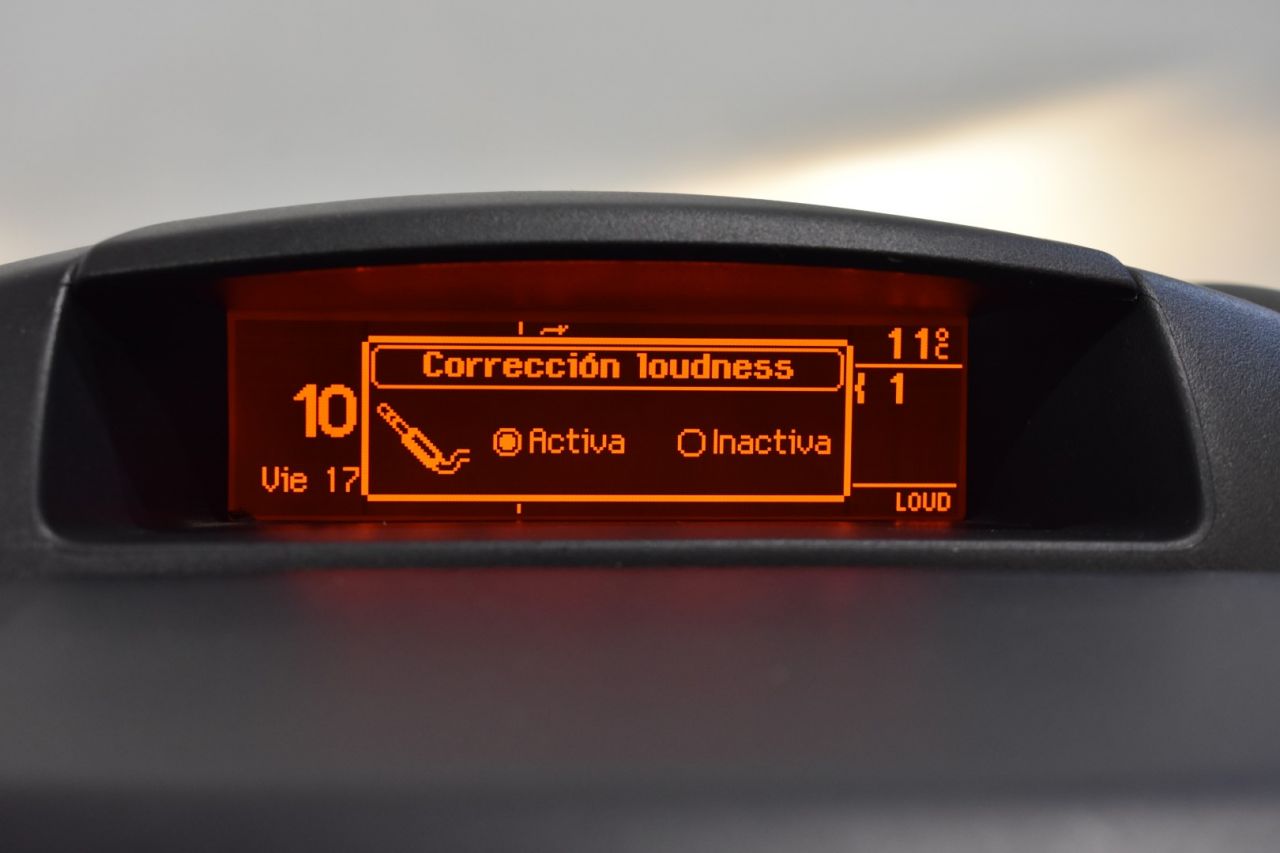 11°C
Corrección loudness
1
10
Activa Inactiva
Vie 17
LOUD